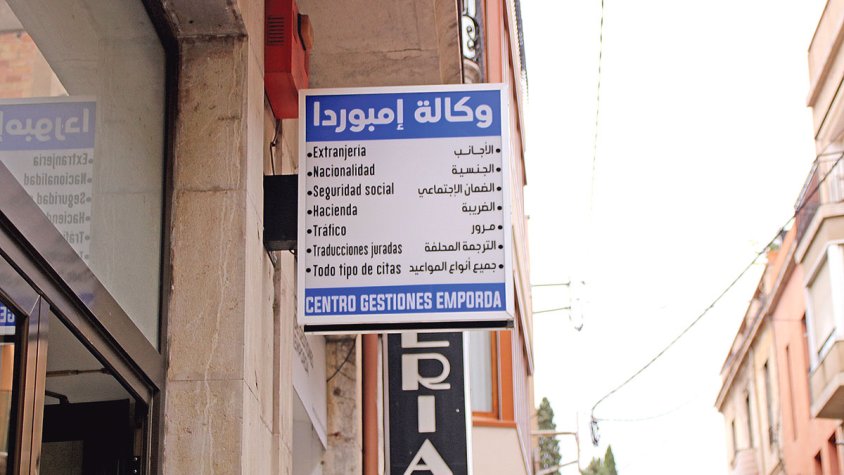 وكالة إمبوردا
•Extranjeria الأجانب•
•Nacionalidad الجنسية•
•Seguridad social الضمان الإجتماعي•
•Hacienda الضريبة•
•Tráfico مرور•
•Traducciones juradas الترجمة المحلفة•
•Todo tipo de citas جميع أنواع المواعيد•
CENTRO GESTIONES EMPORDA